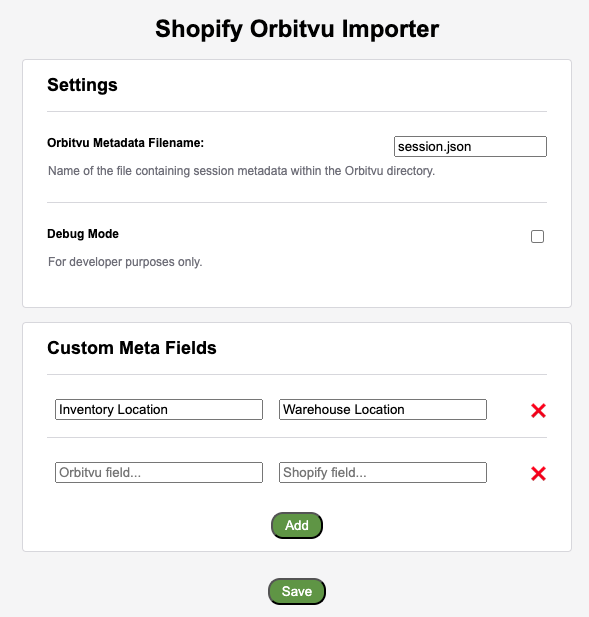 Shopify Orbitvu Importer
Settings
Orbitvu Metadata Filename:
session.json
Name of the file containing session metadata within the Orbitvu directory.
Debug Mode
For developer purposes only.
Custom Meta Fields
Inventory Location
Warehouse Location
Orbitvu field...
Shopify field...
Add
Save